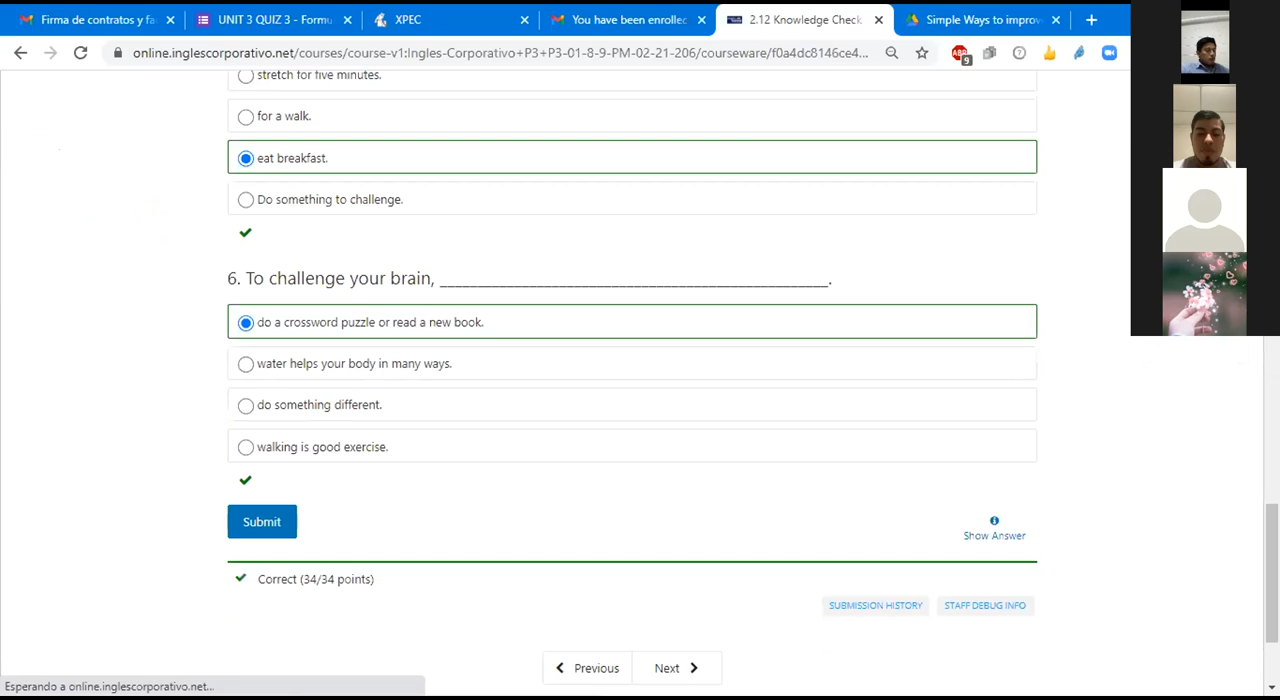 Firma de contratos y fa
UNIT 3 QUIZ 3 - Formu
XPEC
You have been enrolle
2.12 Knowledge Check
Simple Ways to improv
online.inglescorporativo.net/courses/course-v1:Ingles-Corporativo+P3+P3-01-8-9-PM-02-21-206/courseware/f0a4dc8146ce4...
ABP
9
stretch for five minutes.
for a walk.
eat breakfast.
Do something to challenge.
6. To challenge your brain, ______________________________________________.
do a crossword puzzle or read a new book.
water helps your body in many ways.
do something different.
walking is good exercise.
Submit
Show Answer
Correct (34/34 points)
SUBMISSION HISTORY
STAFF DEBUG INFO
Previous
Next
Esperando a online.inglescorporativo.net...